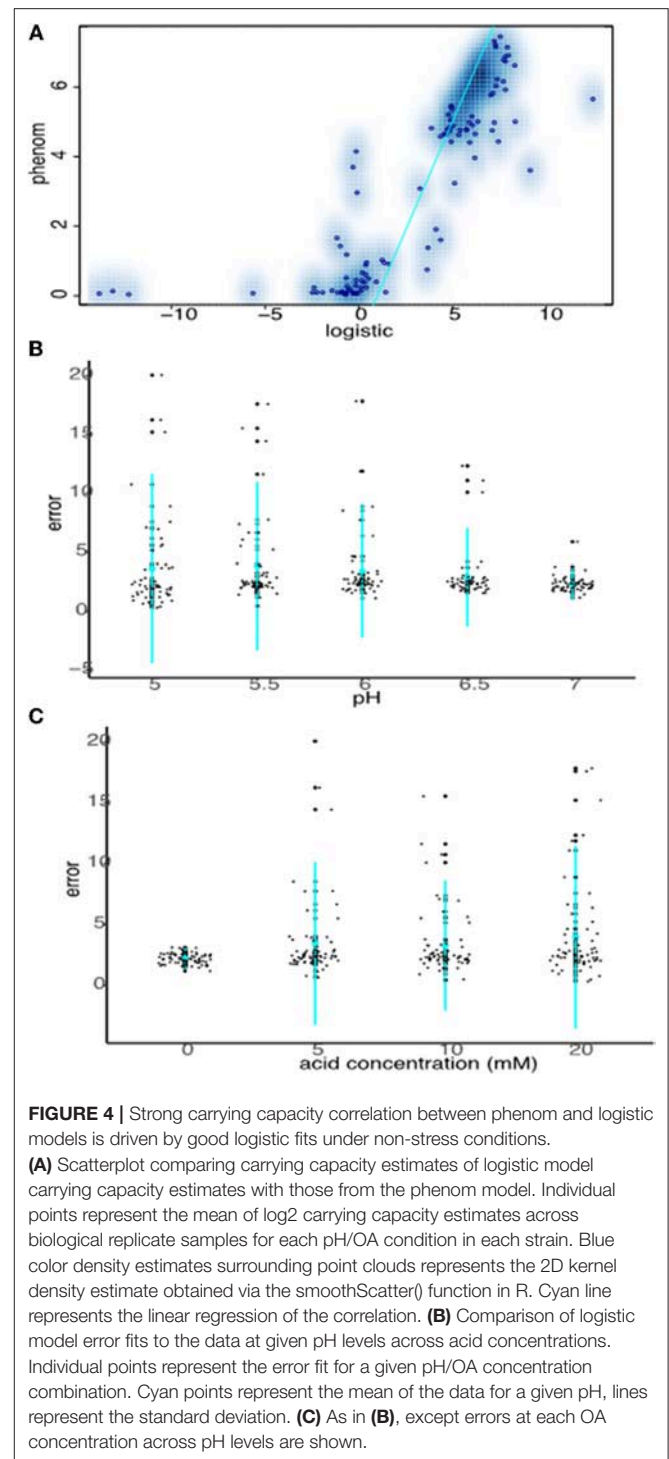 A
phenom
6
4
2
0
−10 −5 0 5 10
logistic
B
error
20
15
10
5
0
−5
5 5.5 6 6.5 7
pH
C
error
20
15
10
5
0
0 5 10 20
acid concentration (mM)
FIGURE 4 | Strong carrying capacity correlation between phenom and logistic
models is driven by good logistic fits under non-stress conditions.
(A) Scatterplot comparing carrying capacity estimates of logistic model
carrying capacity estimates with those from the phenom model. Individual
points represent the mean of log2 carrying capacity estimates across
biological replicate samples for each pH/OA condition in each strain. Blue
color density estimates surrounding point clouds represents the 2D kernel
density estimate obtained via the smoothScatter() function in R. Cyan line
represents the linear regression of the correlation. (B) Comparison of logistic
model error fits to the data at given pH levels across acid concentrations.
Individual points represent the error fit for a given pH/OA concentration
combination. Cyan points represent the mean of the data for a given pH, lines
represent the standard deviation. (C) As in (B), except errors at each OA
concentration across pH levels are shown.